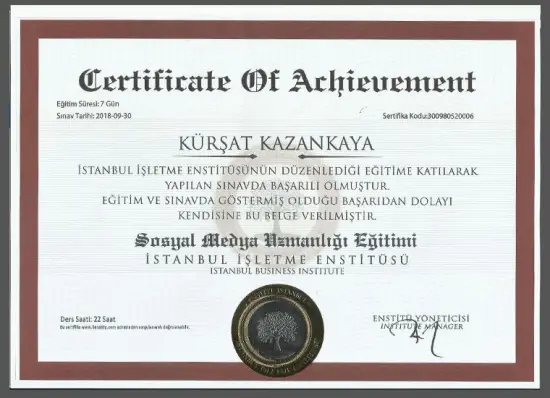 Certificate Of Achievement
Eğitim Süresi: 7 Gün
Sınav Tarihi: 2018-09-30
Sertifika Kodu:300980520006
KÜRŞAT KAZANKAYA
İSTANBUL İŞLETME ENSTİTÜSÜNÜN DÜZENLEDİĞİ EĞİTİME KATILARAK
YAPILAN SINAVDA BAŞARILI OLMUŞTUR.
EĞİTİM VE SINAVDA GÖSTERMİŞ OLDUĞU BAŞARIDAN DOLAYI
KENDİSİNE BU BELGE VERİLMİŞTİR.
Sosyal Medya Uzmanlığı Eğitimi
İSTANBUL İŞLETME ENSTİTÜSÜ
ISTANBUL BUSINESS INSTITUTE
Ders Saati: 22 Saat
ENSTİTÜ YÖNETİCİSİ
INSTITUTE MANAGER